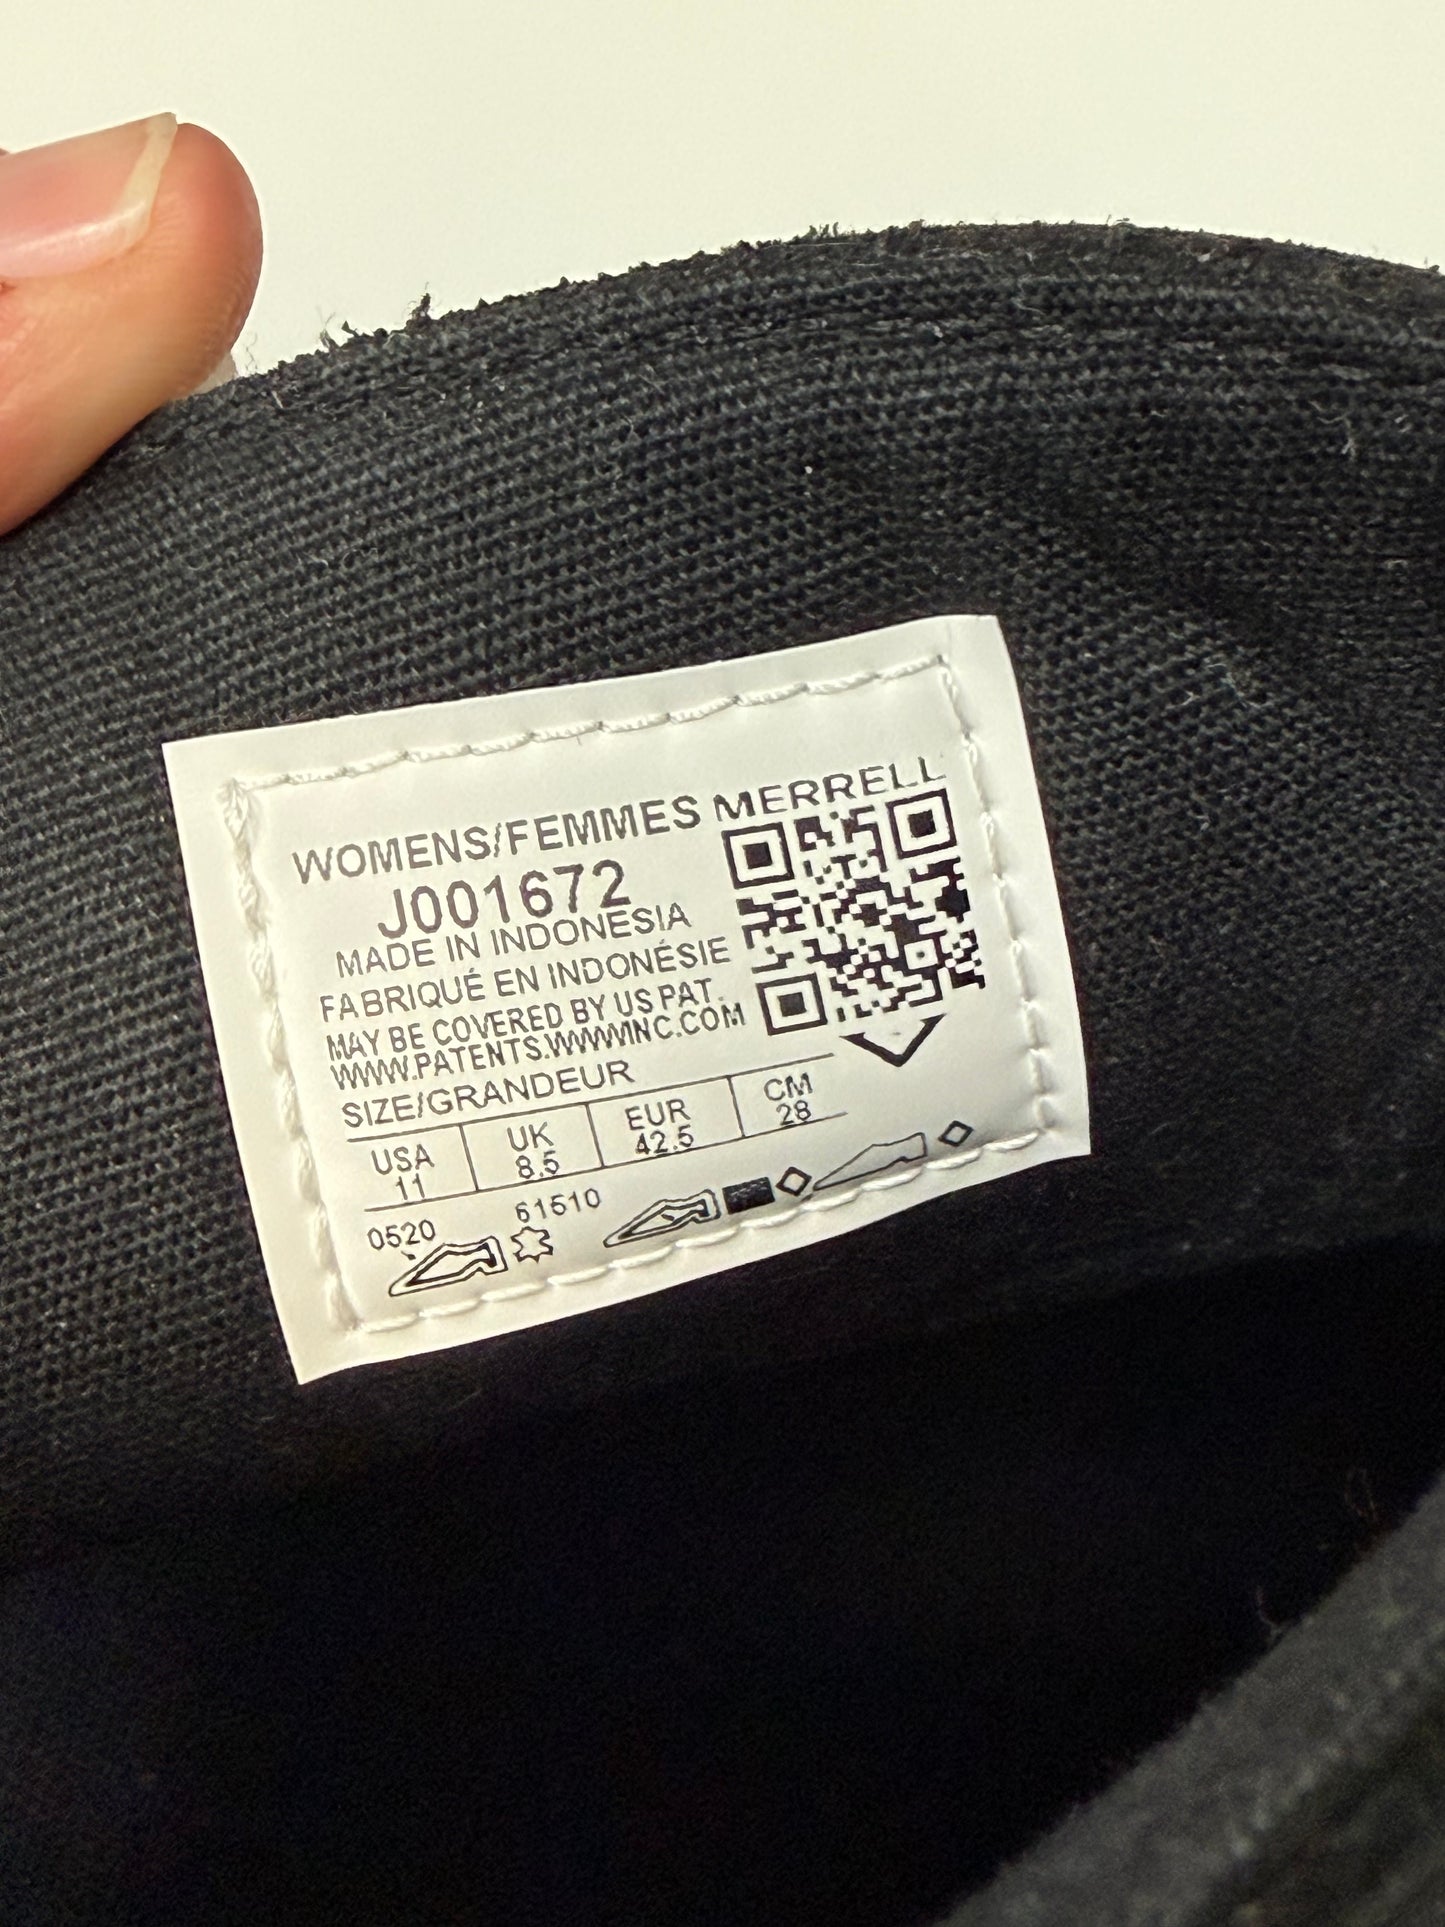 WOMENS/FEMMES MERRELL
J001672
MADE IN INDONESIA
FABRIQUÉ EN INDONÉSIE
MAY BE COVERED BY US PAT.
WWW.PATENTS.WWWINC.COM
SIZE/GRANDEUR
USA UK EUR CM
11 8.5 42.5 28
0520 61610